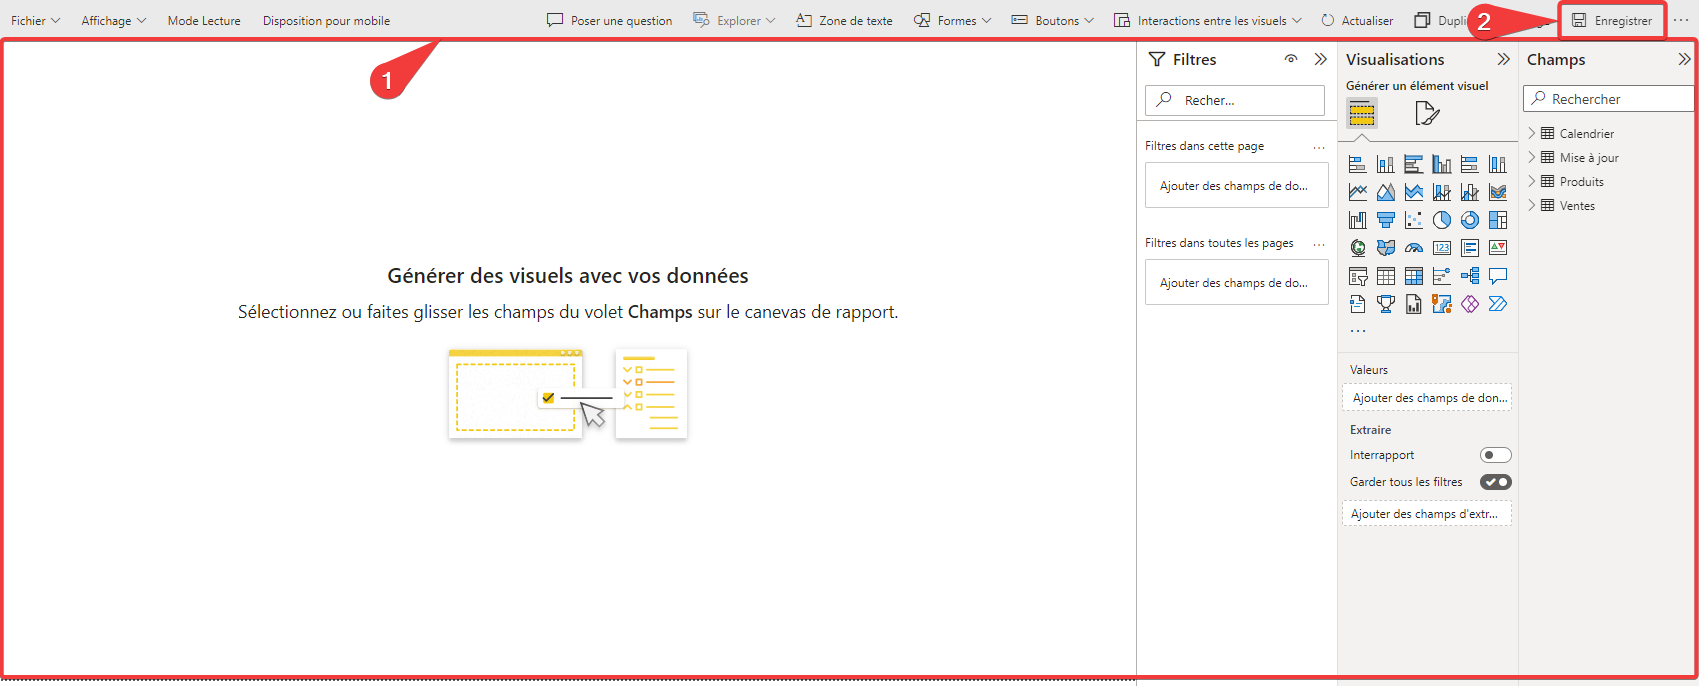 Fichier
Affichage
Mode Lecture
Disposition pour mobile
Poser une question
Explorer
Zone de texte
Formes
Boutons
Interactions entre les visuels
Actualiser
2
Enregistrer
...
1
Générer des visuels avec vos données
Sélectionnez ou faites glisser les champs du volet Champs sur le canevas de rapport.
Filtres
Recher...
Filtres dans cette page
...
Ajouter des champs de do...
Filtres dans toutes les pages
...
Ajouter des champs de do...
Visualisations
Générer un élément visuel
123
...
Valeurs
Ajouter des champs de don...
Extraire
Interrapport
Garder tous les filtres
Ajouter des champs d'extr...
Champs
Rechercher
Calendrier
Mise à jour
Produits
Ventes